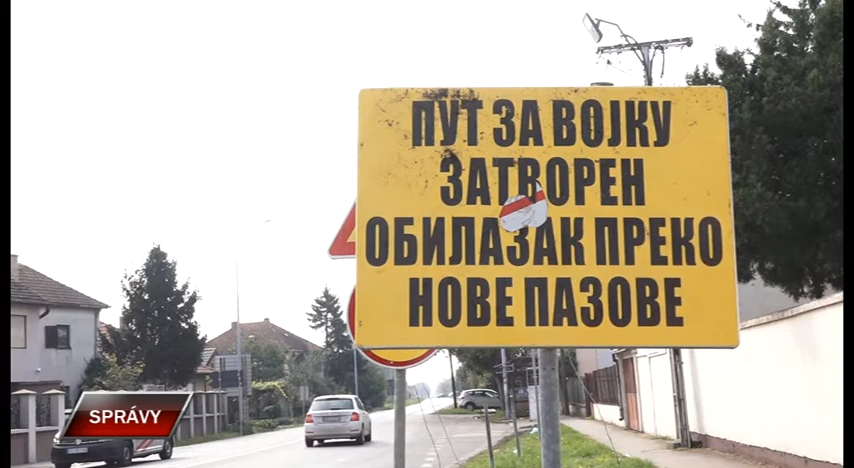 ПУТ ЗА ВОЈКУ
ЗАТВОРЕН
ОБИЛАЗАК ПРЕКО
НОВЕ ПАЗОВЕ
SPRÁVY